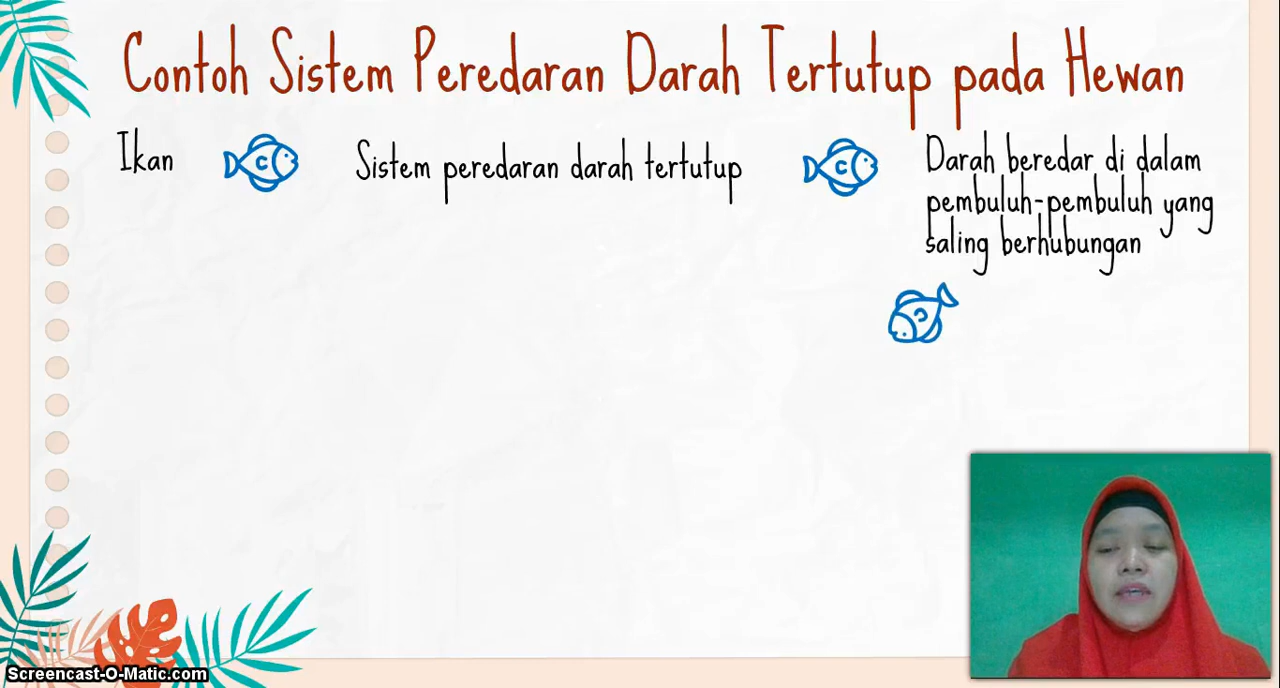 Contoh Sistem Peredaran Darah Tertutup pada Hewan
Ikan
Sistem peredaran darah tertutup
Darah beredar di dalam
pembuluh-pembuluh yang
saling berhubungan
Screencast-O-Matic.com